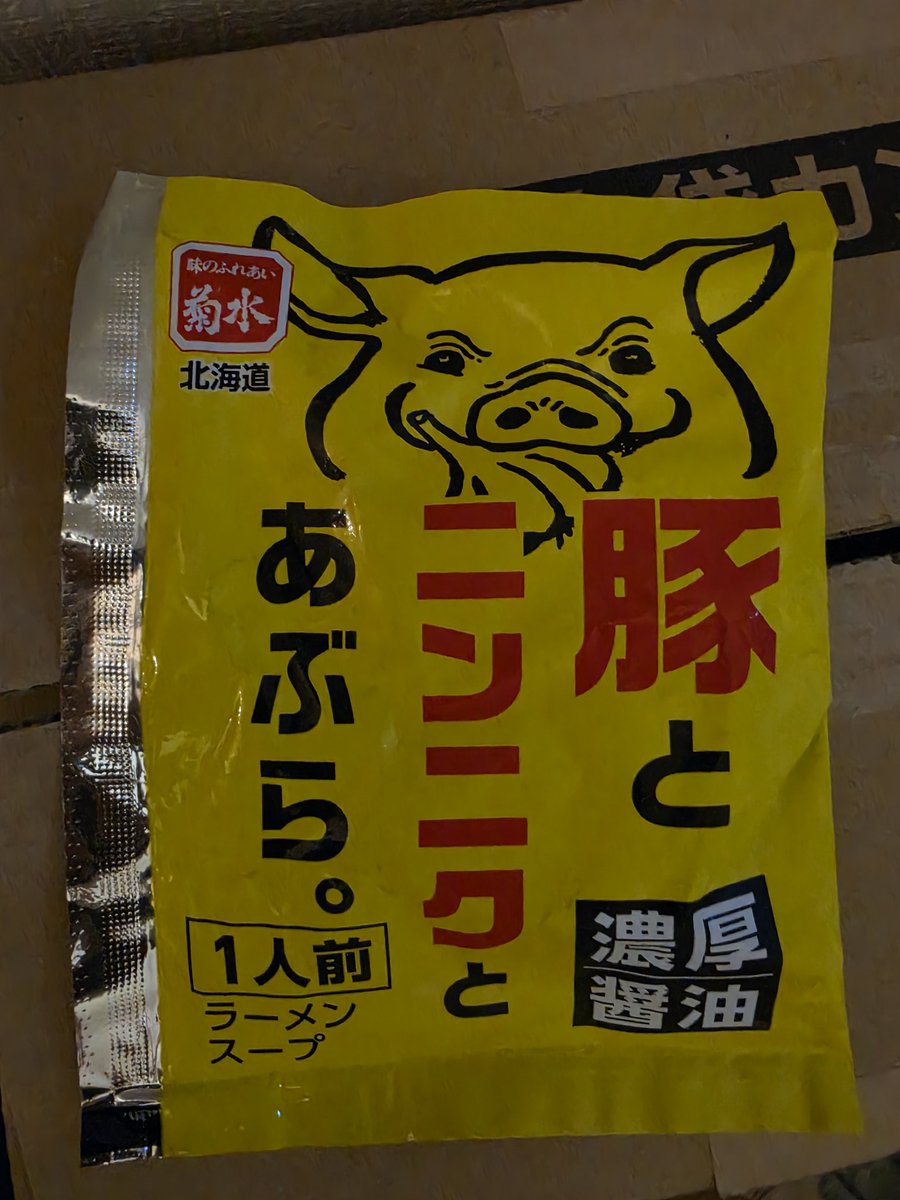 味のふれあい
菊水
北海道
豚と
ニンニクと
あぶら。
濃厚
醤油
1人前
ラーメン
スープ